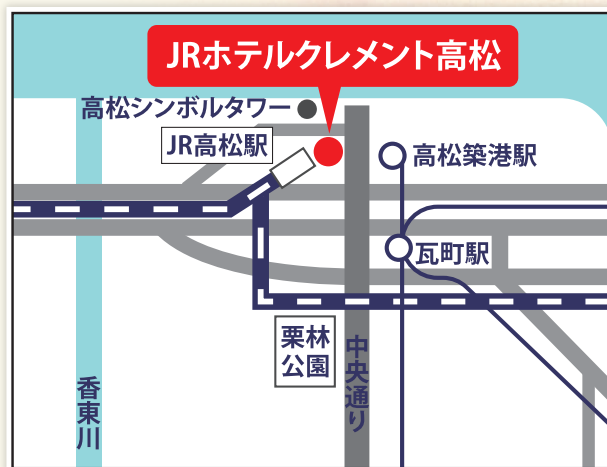 JRホテルクレメント高松
高松シンボルタワー
JR高松駅
高松築港駅
瓦町駅
栗林
公園
中央通り
香東川